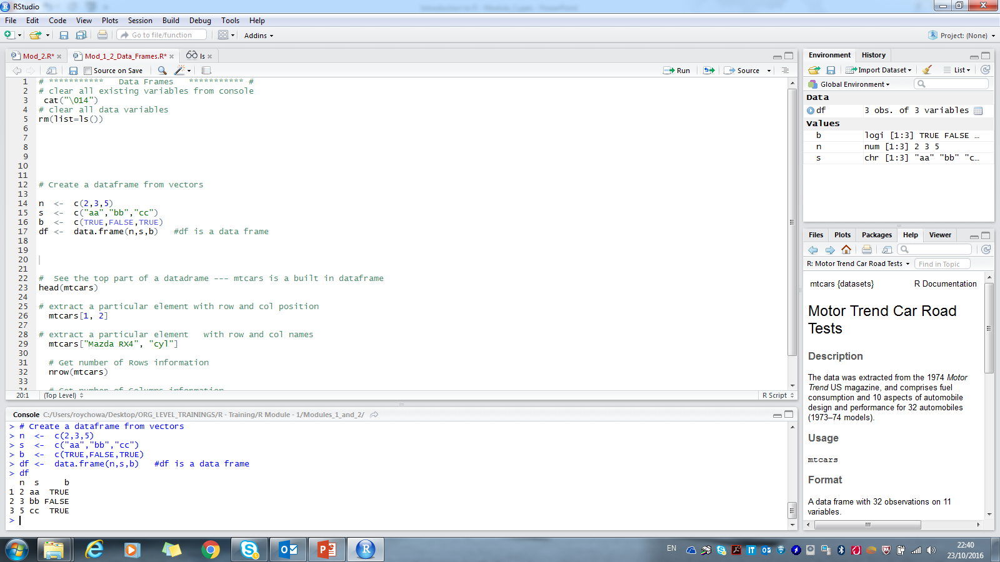 RStudio
File Edit Code View Plots Session Build Debug Tools Help
Go to file/function Addins Project: (None)
Mod_2.R* Mod_1_2_Data_Frames.R* ls
Source on Save Run Source
1 # *********** Data Frames *********** #
2 # clear all existing variables from console
3 cat("\014")
4 # clear all data variables
5 rm(list=ls())
6
7
8
9
10
11
12 # Create a dataframe from vectors
13
14 n <- c(2,3,5)
15 s <- c("aa","bb","cc")
16 b <- c(TRUE,FALSE,TRUE)
17 df <- data.frame(n,s,b) #df is a data frame
18
19
20
21
22 # See the top part of a datadrame --- mtcars is a built in dataframe
23 head(mtcars)
24
25 # extract a particular element with row and col position
26 mtcars[1, 2]
27
28 # extract a particular element with row and col names
29 mtcars["Mazda RX4", "cyl"]
30
31 # Get number of Rows information
32 nrow(mtcars)
33
34 # Get number of Columns information
20:1 (Top Level) R Script
Console C:/Users/roychowa/Desktop/ORG_LEVEL_TRAININGS/R - Training/R Module - 1/Modules_1_and_2/
> # Create a dataframe from vectors
> n <- c(2,3,5)
> s <- c("aa","bb","cc")
> b <- c(TRUE,FALSE,TRUE)
> df <- data.frame(n,s,b) #df is a data frame
> df
n s b
1 2 aa TRUE
2 3 bb FALSE
3 5 cc TRUE
>
Environment History
Import Dataset List
Global Environment
Data
df 3 obs. of 3 variables
Values
b logi [1:3] TRUE FALSE …
n num [1:3] 2 3 5
s chr [1:3] "aa" "bb" "c…
Files Plots Packages Help Viewer
R: Motor Trend Car Road Tests Find in Topic
mtcars {datasets} R Documentation
Motor Trend Car Road
Tests
Description
The data was extracted from the 1974 Motor
Trend US magazine, and comprises fuel
consumption and 10 aspects of automobile
design and performance for 32 automobiles
(1973–74 models).
Usage
mtcars
Format
A data frame with 32 observations on 11
variables.
EN 22:40
23/10/2016